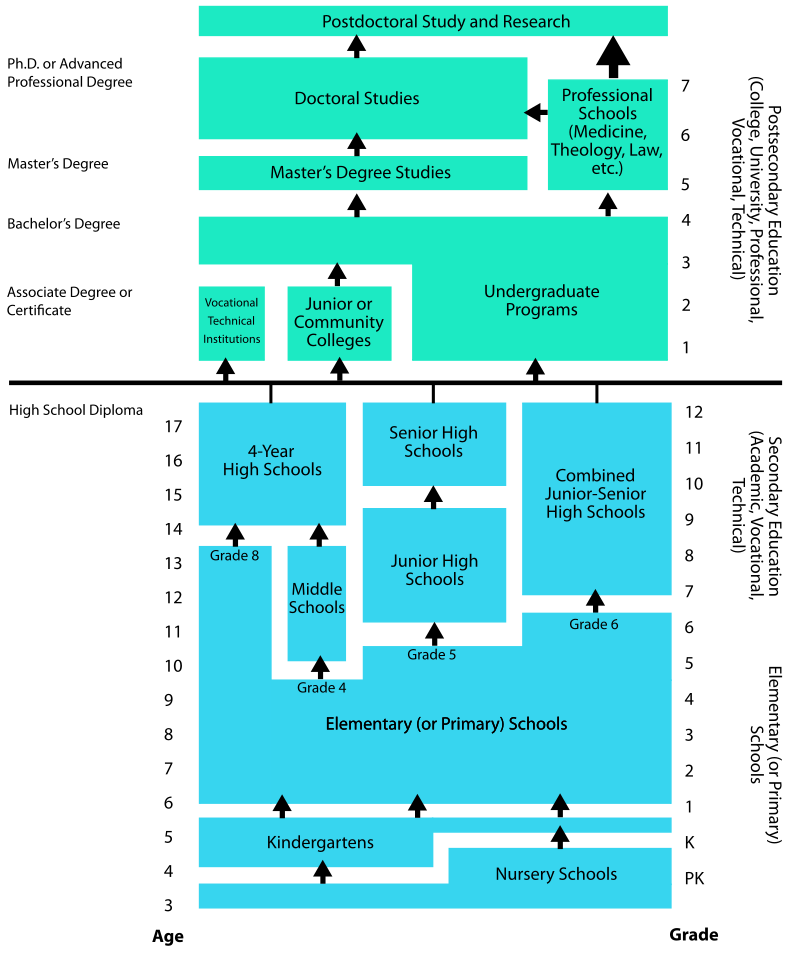 Postdoctoral Study and Research
Ph.D. or Advanced
Professional Degree
Doctoral Studies
Professional
Schools
(Medicine,
Theology, Law,
etc.)
7
6
Master's Degree
Master's Degree Studies
5
Bachelor's Degree
4
3
Associate Degree or
Certificate
Vocational
Technical
Institutions
Junior or
Community
Colleges
Undergraduate
Programs
2
1
Postsecondary Education
(College, University, Professional,
Vocational, Technical)
High School Diploma
17
16
15
14
13
12
11
10
9
8
7
6
5
4
3
Age
4-Year
High Schools
Senior High
Schools
Combined
Junior-Senior
High Schools
Grade 8
Middle
Schools
Junior High
Schools
Grade 6
Grade 5
Grade 4
Elementary (or Primary) Schools
Kindergartens
Nursery Schools
12
11
10
9
8
7
6
5
4
3
2
1
K
PK
Grade
Secondary Education
(Academic, Vocational,
Technical)
Elementary (or Primary)
Schools